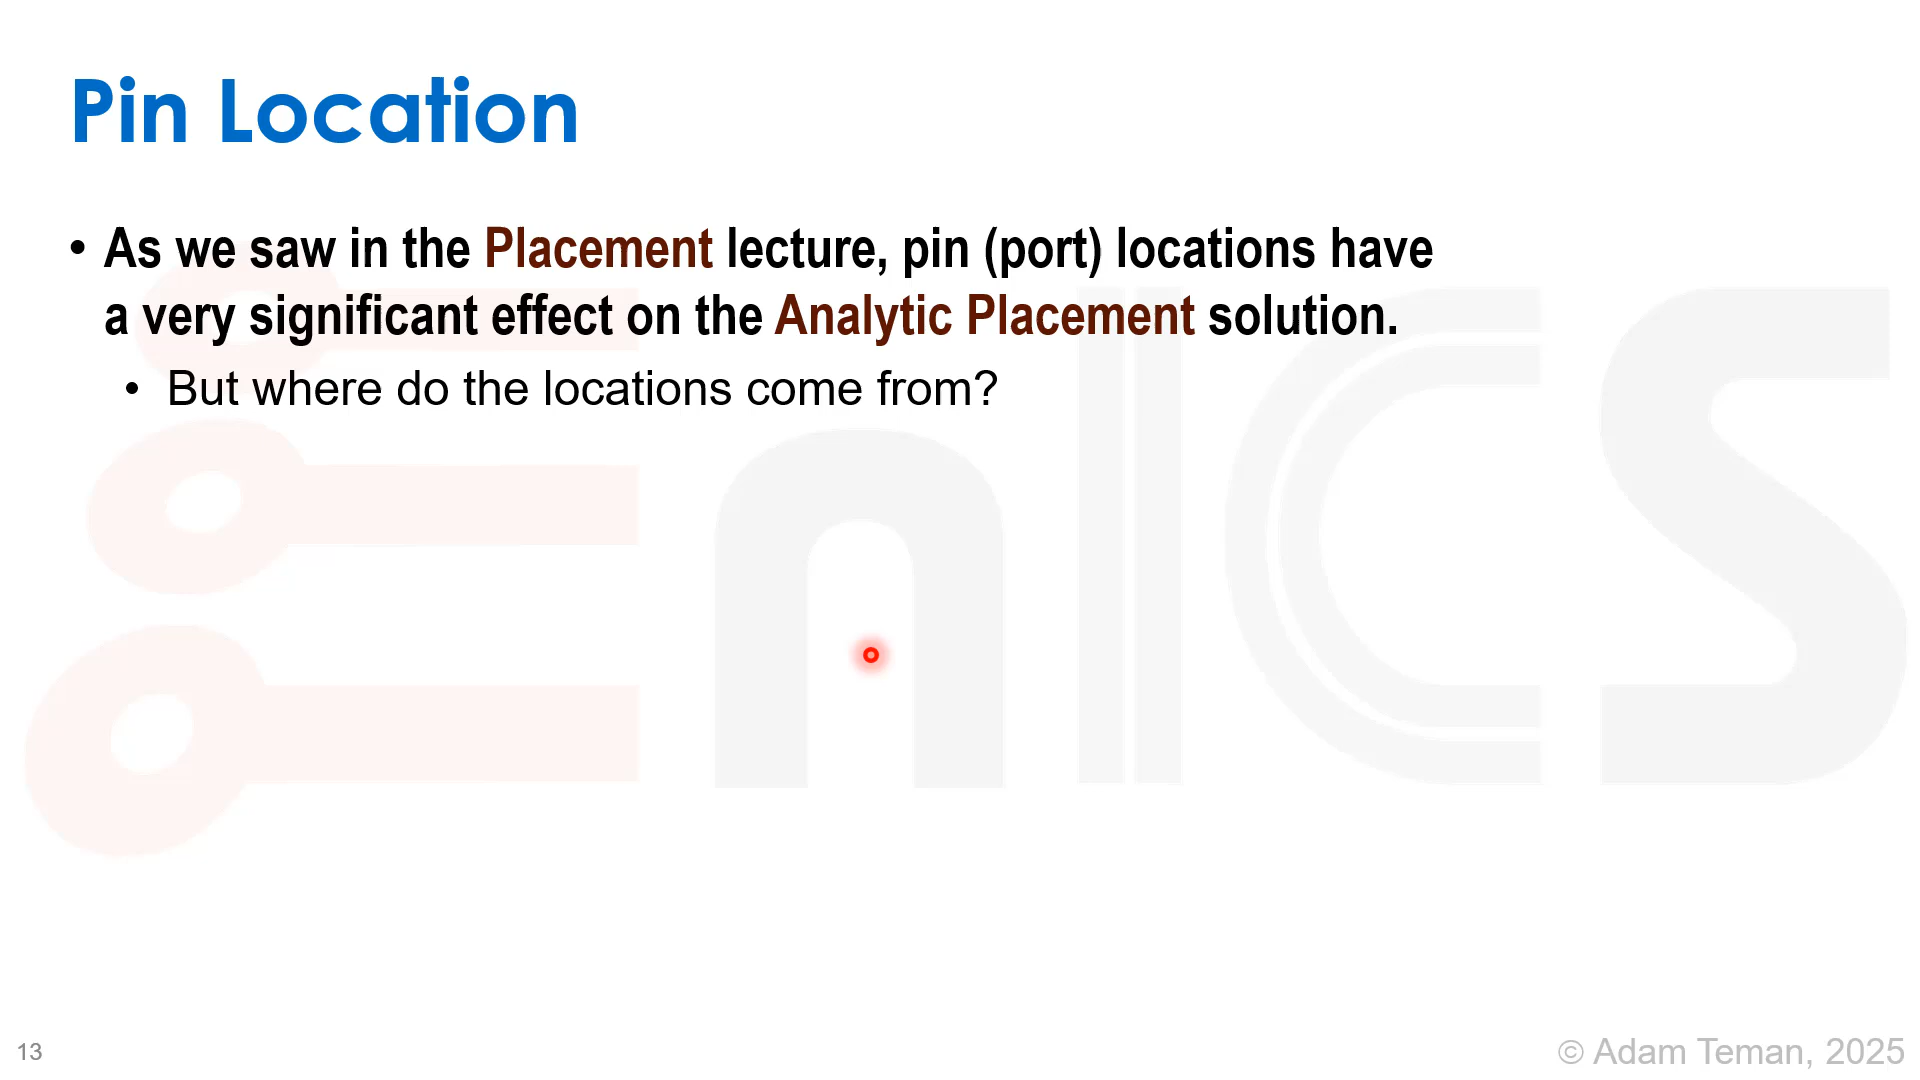 Pin Location
• As we saw in the Placement lecture, pin (port) locations have
a very significant effect on the Analytic Placement solution.
• But where do the locations come from?
enICS
13
© Adam Teman, 2025